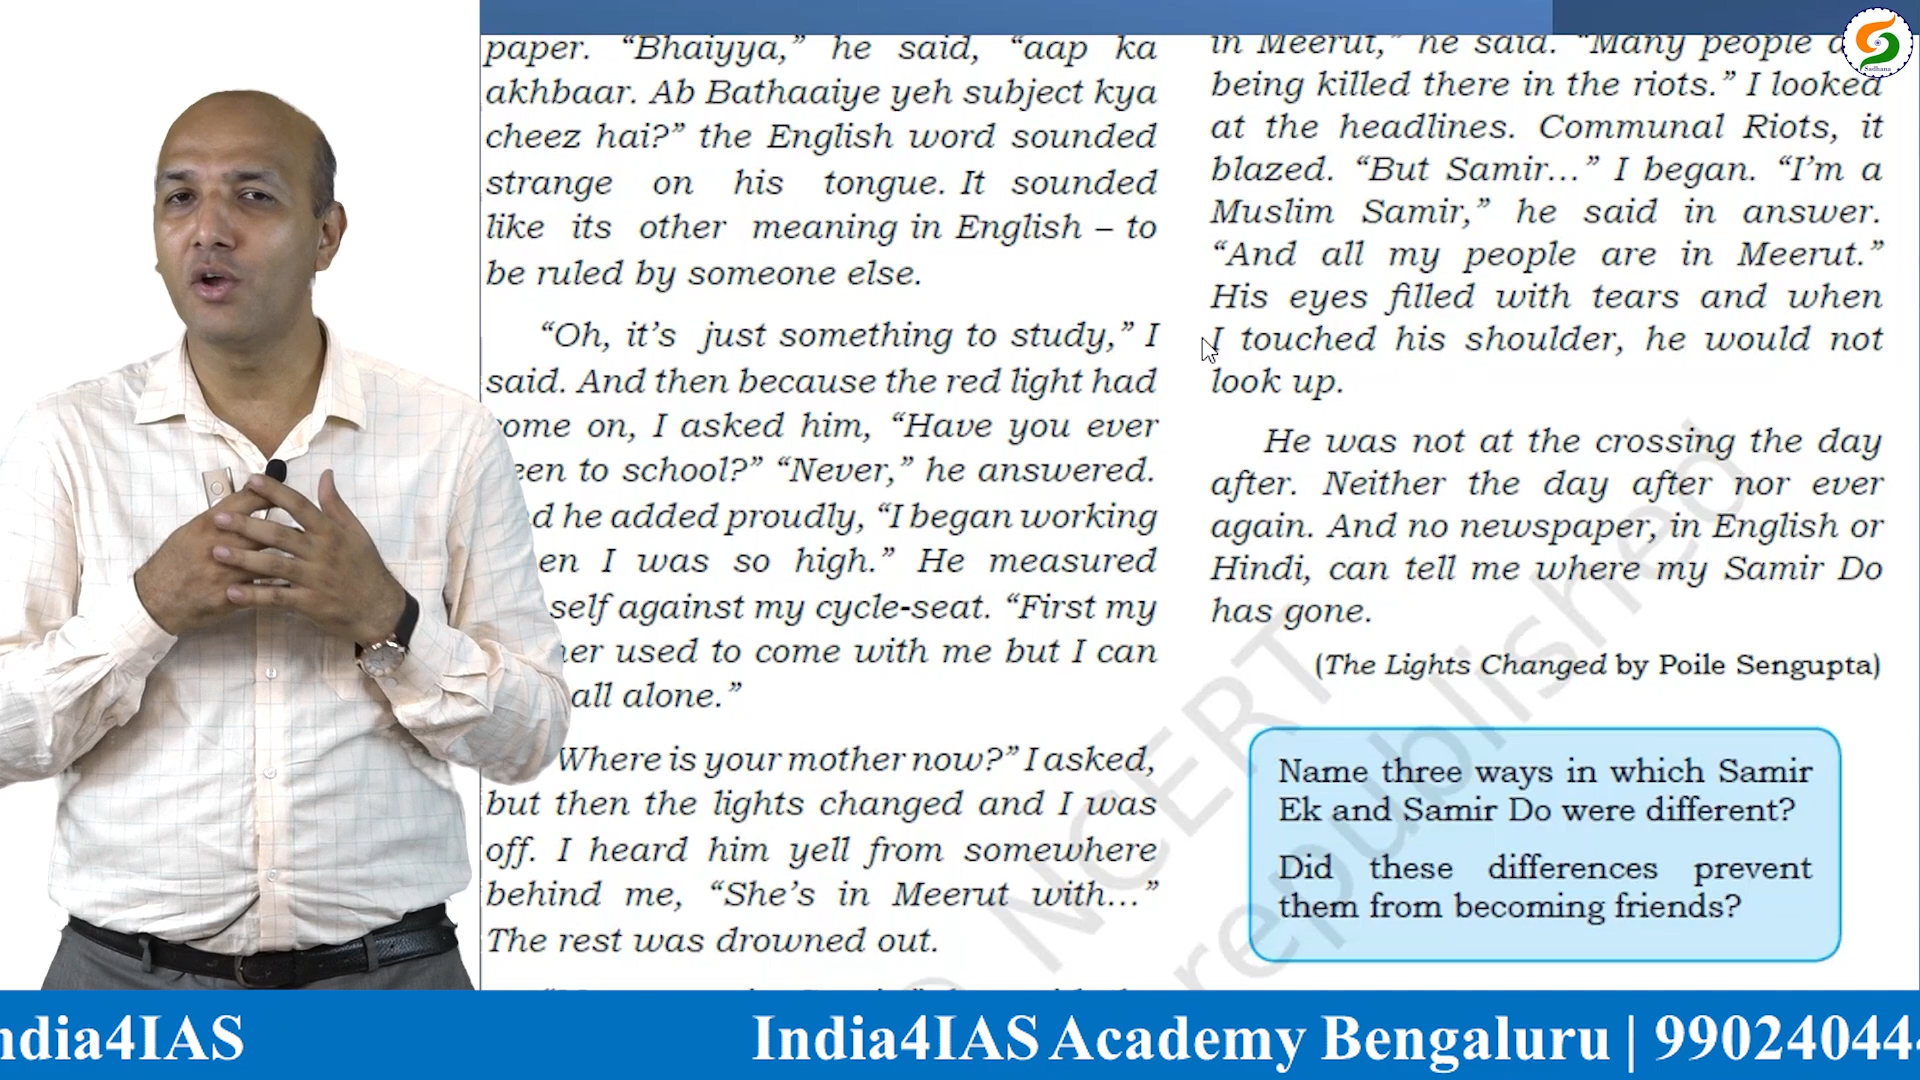 paper. “Bhaiyya,” he said, “aap ka
akhbaar. Ab Bathaaiye yeh subject kya
cheez hai?” the English word sounded
strange on his tongue. It sounded
like its other meaning in English – to
be ruled by someone else.
“Oh, it’s just something to study,” I
said. And then because the red light had
come on, I asked him, “Have you ever
een to school?” “Never,” he answered.
d he added proudly, “I began working
en I was so high.” He measured
self against my cycle-seat. “First my
her used to come with me but I can
all alone.”
Where is your mother now?” I asked,
but then the lights changed and I was
off. I heard him yell from somewhere
behind me, “She’s in Meerut with...”
The rest was drowned out.
in Meerut,” he said. “Many people
being killed there in the riots.” I looked
at the headlines. Communal Riots, it
blazed. “But Samir...” I began. “I’m a
Muslim Samir,” he said in answer.
“And all my people are in Meerut.”
His eyes filled with tears and when
I touched his shoulder, he would not
look up.
He was not at the crossing the day
after. Neither the day after nor ever
again. And no newspaper, in English or
Hindi, can tell me where my Samir Do
has gone.
(The Lights Changed by Poile Sengupta)
Name three ways in which Samir
Ek and Samir Do were different?
Did these differences prevent
them from becoming friends?
NCERT
republished
Sadhana
ndia4IAS
India4IAS Academy Bengaluru | 99024044